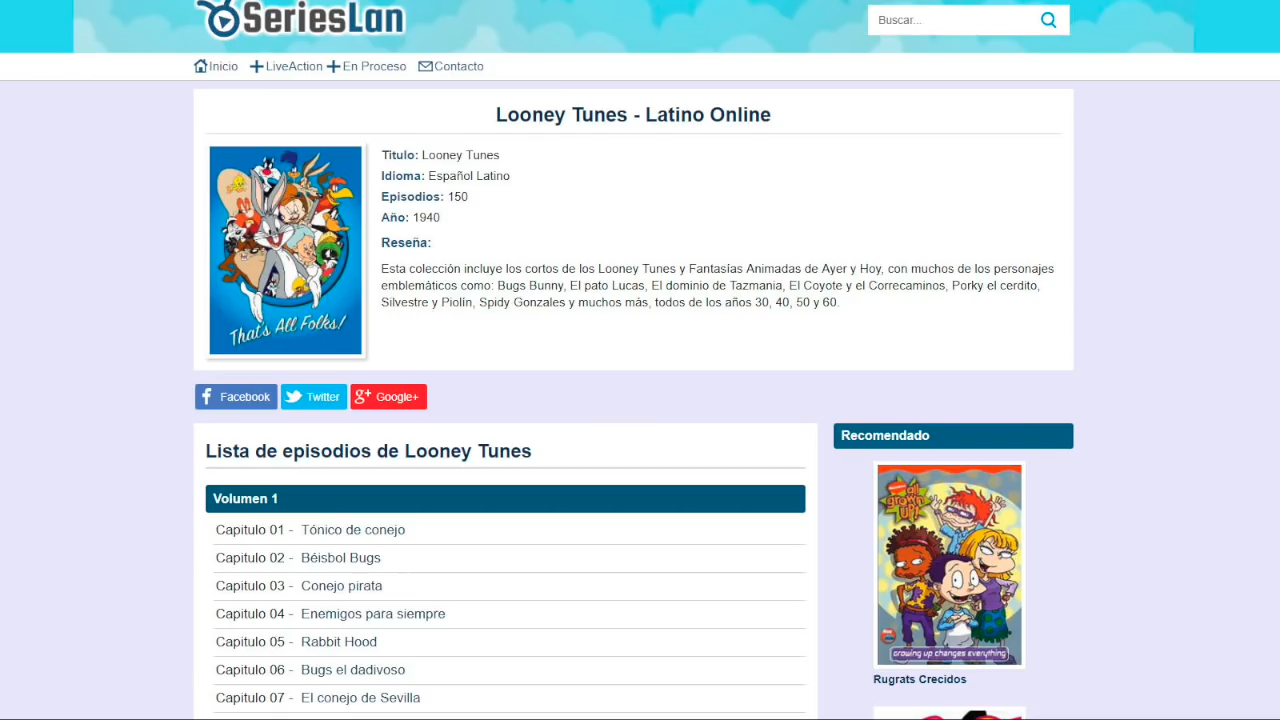 SeriesLan
Buscar...
Inicio LiveAction En Proceso Contacto
Looney Tunes - Latino Online
Titulo: Looney Tunes
Idioma: Español Latino
Episodios: 150
Año: 1940
Reseña:
Esta colección incluye los cortos de los Looney Tunes y Fantasías Animadas de Ayer y Hoy, con muchos de los personajes
emblemáticos como: Bugs Bunny, El pato Lucas, El dominio de Tazmania, El Coyote y el Correcaminos, Porky el cerdito,
Silvestre y Piolín, Spidy Gonzales y muchos más, todos de los años 30, 40, 50 y 60.
That's All Folks!
Facebook Twitter g+ Google+
Lista de episodios de Looney Tunes
Volumen 1
Capitulo 01 - Tónico de conejo
Capitulo 02 - Béisbol Bugs
Capitulo 03 - Conejo pirata
Capitulo 04 - Enemigos para siempre
Capitulo 05 - Rabbit Hood
Capitulo 06 - Bugs el dadivoso
Capitulo 07 - El conejo de Sevilla
Recomendado
all
grown
up!
growing up changes everything
Rugrats Crecidos